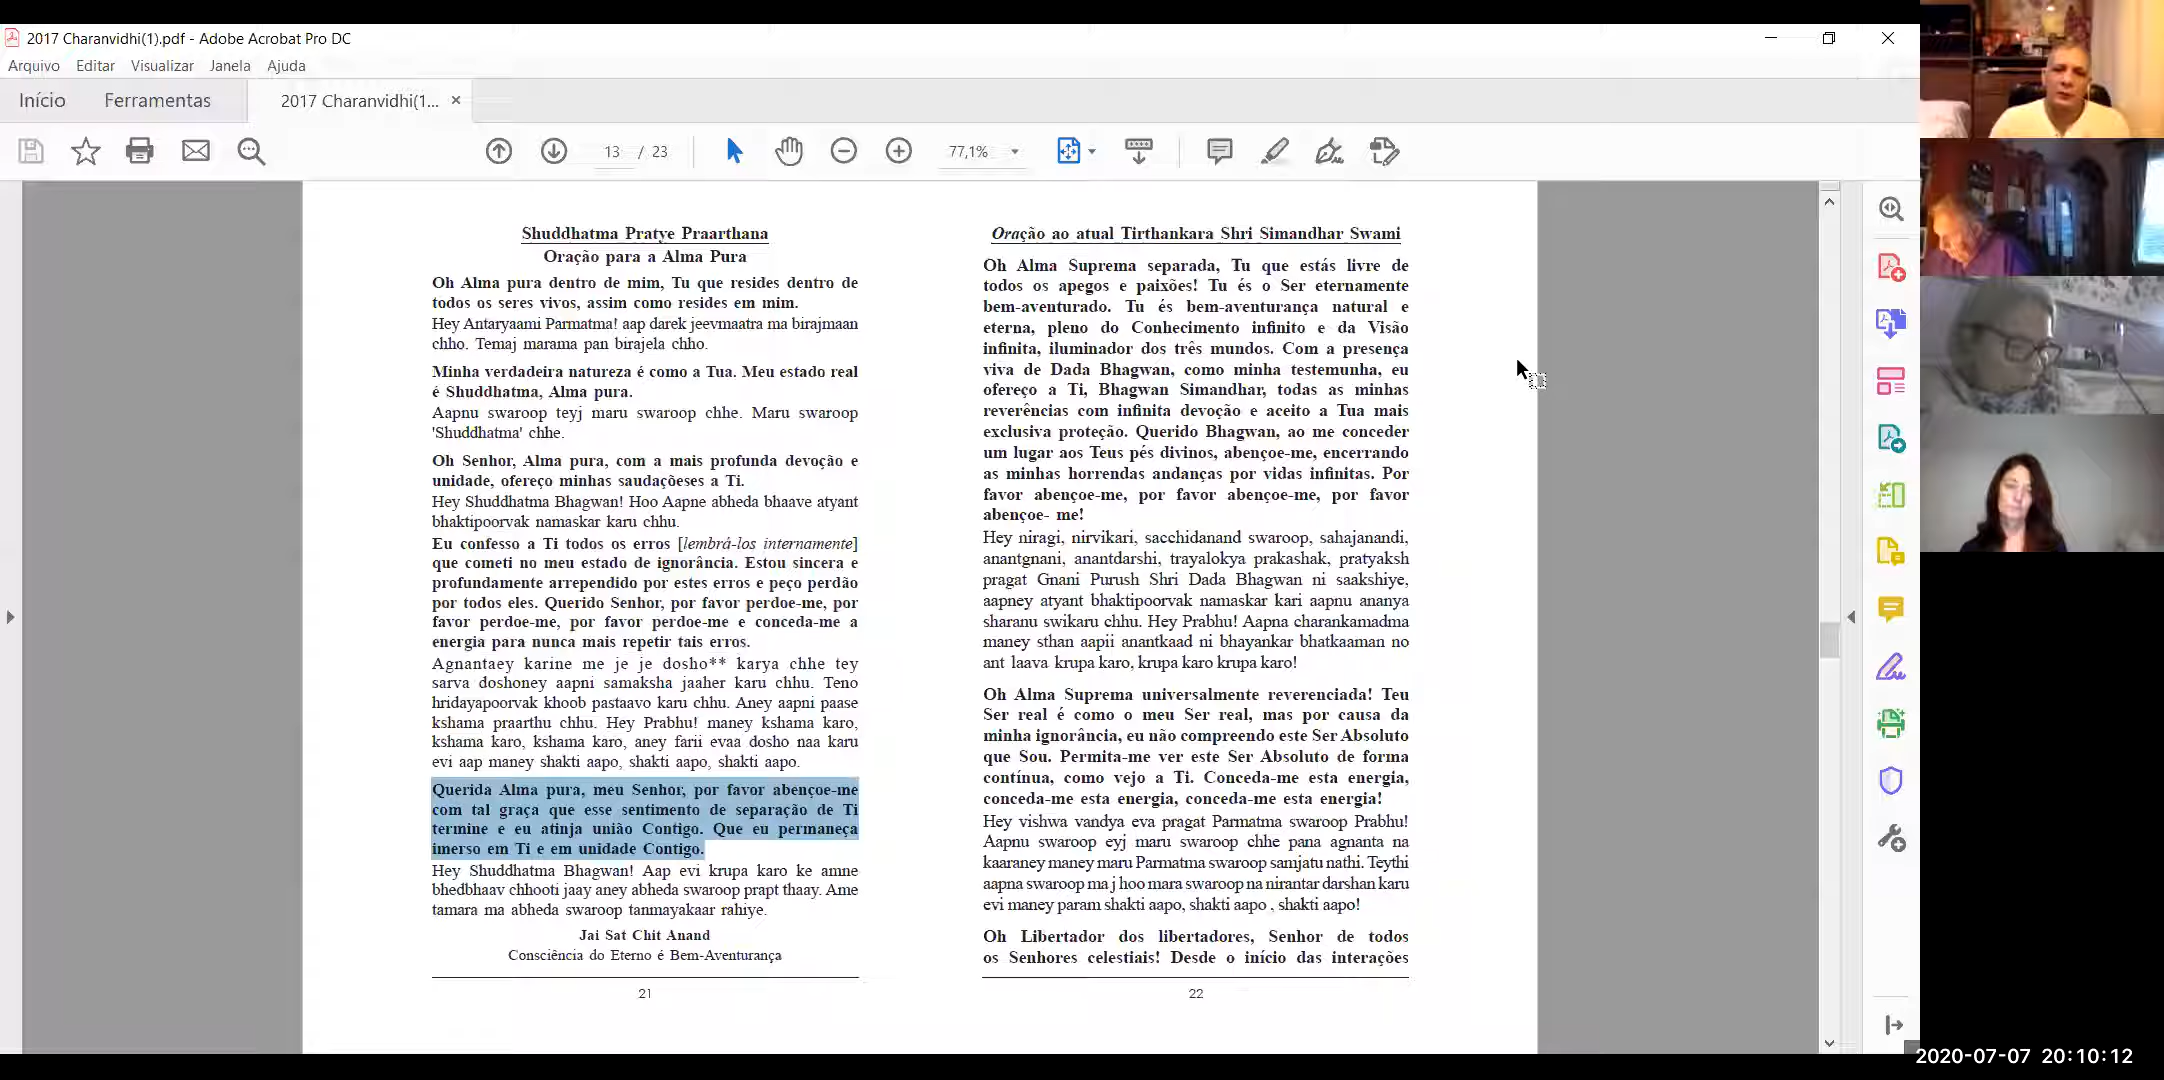 2017 Charanvidhi(1).pdf - Adobe Acrobat Pro DC
Arquivo Editar Visualizar Janela Ajuda
Início Ferramentas 2017 Charanvidhi(1... ×
13 / 23 77,1%
Shuddhatma Pratye Praarthana
Oração para a Alma Pura
Oh Alma pura dentro de mim, Tu que resides dentro de
todos os seres vivos, assim como resides em mim.
Hey Antaryaami Parmatma! aap darek jeevmaatra ma birajmaan
chho. Temaj marama pan birajela chho.
Minha verdadeira natureza é como a Tua. Meu estado real
é Shuddhatma, Alma pura.
Aapnu swaroop teyj maru swaroop chhe. Maru swaroop
'Shuddhatma' chhe.
Oh Senhor, Alma pura, com a mais profunda devoção e
unidade, ofereço minhas saudaçõeses a Ti.
Hey Shuddhatma Bhagwan! Hoo Aapne abheda bhaave atyant
bhaktipoorvak namaskar karu chhu.
Eu confesso a Ti todos os erros [lembrá-los internamente]
que cometi no meu estado de ignorância. Estou sincera e
profundamente arrependido por estes erros e peço perdão
por todos eles. Querido Senhor, por favor perdoe-me, por
favor perdoe-me, por favor perdoe-me e conceda-me a
energia para nunca mais repetir tais erros.
Agnantaey karine me je je dosho** karya chhe tey
sarva doshoney aapni samaksha jaaher karu chhu. Teno
hridayapoorvak khoob pastaavo karu chhu. Aney aapni paase
kshama praarthu chhu. Hey Prabhu! maney kshama karo,
kshama karo, kshama karo, aney farii evaa dosho naa karu
evi aap maney shakti aapo, shakti aapo, shakti aapo.
Querida Alma pura, meu Senhor, por favor abençoe-me
com tal graça que esse sentimento de separação de Ti
termine e eu atinja união Contigo. Que eu permaneça
imerso em Ti e em unidade Contigo.
Hey Shuddhatma Bhagwan! Aap evi krupa karo ke amne
bhedbhaav chhooti jaay aney abheda swaroop prapt thaay. Ame
tamara ma abheda swaroop tanmayakaar rahiye.
Jai Sat Chit Anand
Consciência do Eterno é Bem-Aventurança
21
Oração ao atual Tirthankara Shri Simandhar Swami
Oh Alma Suprema separada, Tu que estás livre de
todos os apegos e paixões! Tu és o Ser eternamente
bem-aventurado. Tu és bem-aventurança natural e
eterna, pleno do Conhecimento infinito e da Visão
infinita, iluminador dos três mundos. Com a presença
viva de Dada Bhagwan, como minha testemunha, eu
ofereço a Ti, Bhagwan Simandhar, todas as minhas
reverências com infinita devoção e aceito a Tua mais
exclusiva proteção. Querido Bhagwan, ao me conceder
um lugar aos Teus pés divinos, abençoe-me, encerrando
as minhas horrendas andanças por vidas infinitas. Por
favor abençoe-me, por favor abençoe-me, por favor
abençoe- me!
Hey niragi, nirvikari, sacchidanand swaroop, sahajanandi,
anantgnani, anantdarshi, trayalokya prakashak, pratyaksh
pragat Gnani Purush Shri Dada Bhagwan ni saakshiye,
aapney atyant bhaktipoorvak namaskar kari aapnu ananya
sharanu swikaru chhu. Hey Prabhu! Aapna charankamadma
maney sthan aapii anantkaad ni bhayankar bhatkaaman no
ant laava krupa karo, krupa karo krupa karo!
Oh Alma Suprema universalmente reverenciada! Teu
Ser real é como o meu Ser real, mas por causa da
minha ignorância, eu não compreendo este Ser Absoluto
que Sou. Permita-me ver este Ser Absoluto de forma
contínua, como vejo a Ti. Conceda-me esta energia,
conceda-me esta energia, conceda-me esta energia!
Hey vishwa vandya eva pragat Parmatma swaroop Prabhu!
Aapnu swaroop eyj maru swaroop chhe pana agnanta na
kaaraney maney maru Parmatma swaroop samjatu nathi. Teythi
aapna swaroop ma j hoo mara swaroop na nirantar darshan karu
evi maney param shakti aapo, shakti aapo , shakti aapo!
Oh Libertador dos libertadores, Senhor de todos
os Senhores celestiais! Desde o início das interações
22
2020-07-07 20:10:12